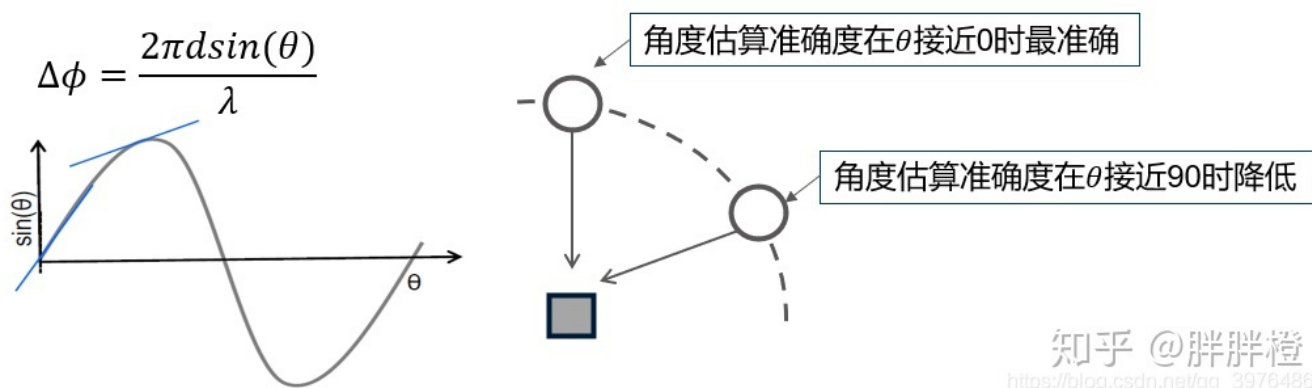 Δϕ = 2πdsin(θ) / λ
角度估算准确度在θ接近0时最准确
角度估算准确度在θ接近90时降低
sin(θ)
θ
知乎 @胖胖橙
https://blog.csdn.net/qq_3976486